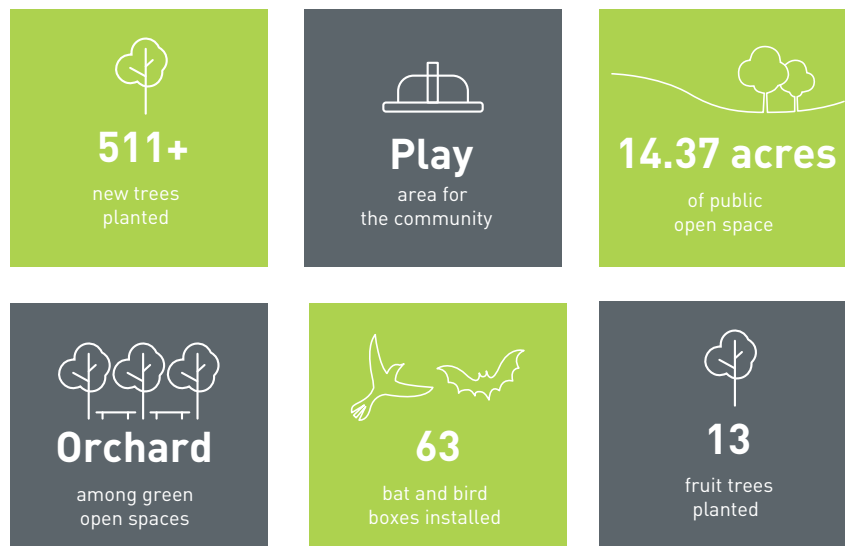 511+
new trees
planted
Play
area for
the community
14.37 acres
of public
open space
Orchard
among green
open spaces
63
bat and bird
boxes installed
13
fruit trees
planted